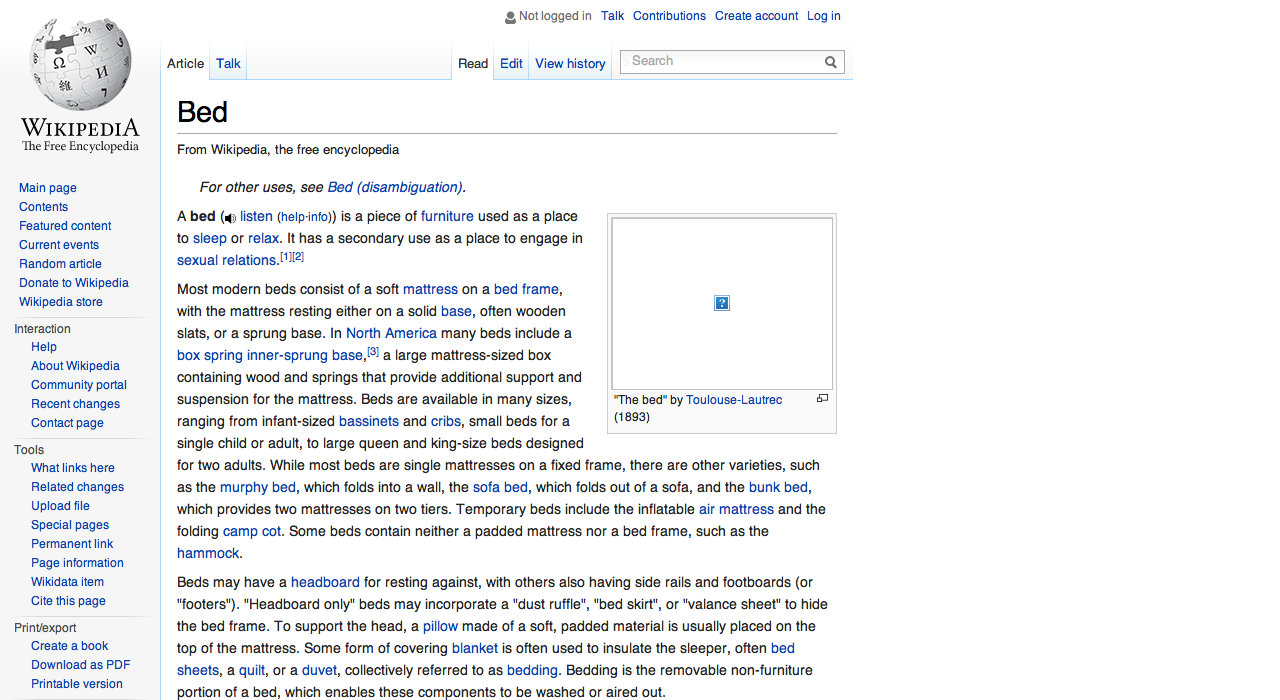 Not logged in Talk Contributions Create account Log in
Article Talk Read Edit View history Search
WIKIPEDIA
The Free Encyclopedia
Main page
Contents
Featured content
Current events
Random article
Donate to Wikipedia
Wikipedia store
Interaction
Help
About Wikipedia
Community portal
Recent changes
Contact page
Tools
What links here
Related changes
Upload file
Special pages
Permanent link
Page information
Wikidata item
Cite this page
Print/export
Create a book
Download as PDF
Printable version
Bed
From Wikipedia, the free encyclopedia
For other uses, see Bed (disambiguation).
A bed ( listen (help·info)) is a piece of furniture used as a place
to sleep or relax. It has a secondary use as a place to engage in
sexual relations.[1][2]
Most modern beds consist of a soft mattress on a bed frame,
with the mattress resting either on a solid base, often wooden
slats, or a sprung base. In North America many beds include a
box spring inner-sprung base,[3] a large mattress-sized box
containing wood and springs that provide additional support and
suspension for the mattress. Beds are available in many sizes,
ranging from infant-sized bassinets and cribs, small beds for a
single child or adult, to large queen and king-size beds designed
for two adults. While most beds are single mattresses on a fixed frame, there are other varieties, such
as the murphy bed, which folds into a wall, the sofa bed, which folds out of a sofa, and the bunk bed,
which provides two mattresses on two tiers. Temporary beds include the inflatable air mattress and the
folding camp cot. Some beds contain neither a padded mattress nor a bed frame, such as the
hammock.
"The bed" by Toulouse-Lautrec
(1893)
Beds may have a headboard for resting against, with others also having side rails and footboards (or
"footers"). "Headboard only" beds may incorporate a "dust ruffle", "bed skirt", or "valance sheet" to hide
the bed frame. To support the head, a pillow made of a soft, padded material is usually placed on the
top of the mattress. Some form of covering blanket is often used to insulate the sleeper, often bed
sheets, a quilt, or a duvet, collectively referred to as bedding. Bedding is the removable non-furniture
portion of a bed, which enables these components to be washed or aired out.